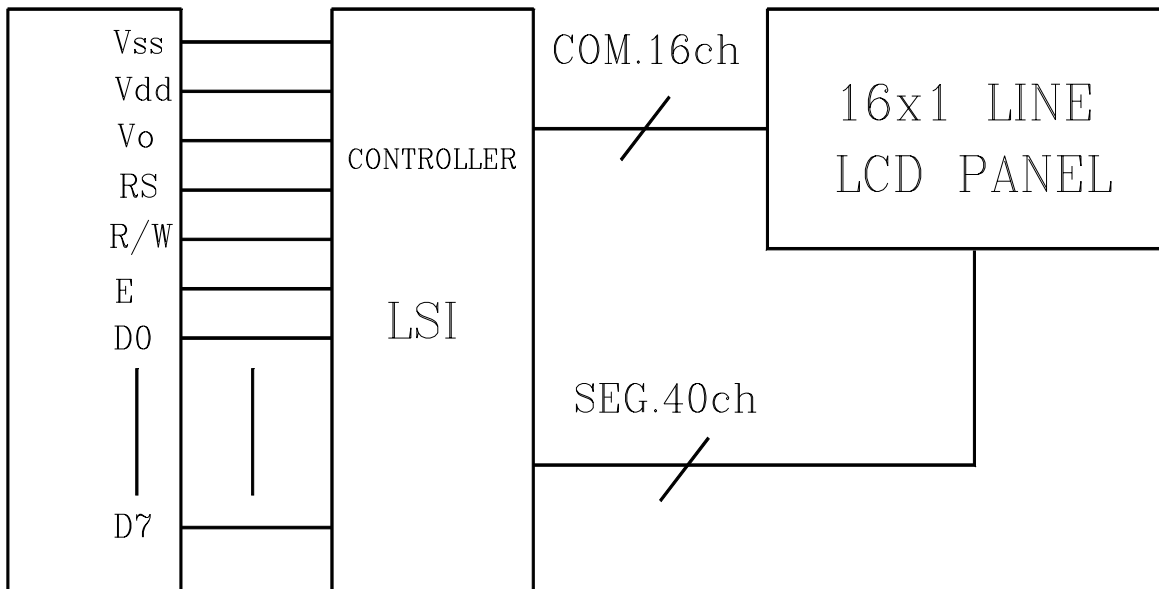 Vss
Vdd
Vo
RS
R/W
E
D0
D7
CONTROLLER
LSI
COM.16ch
SEG.40ch
16x1 LINE
LCD PANEL